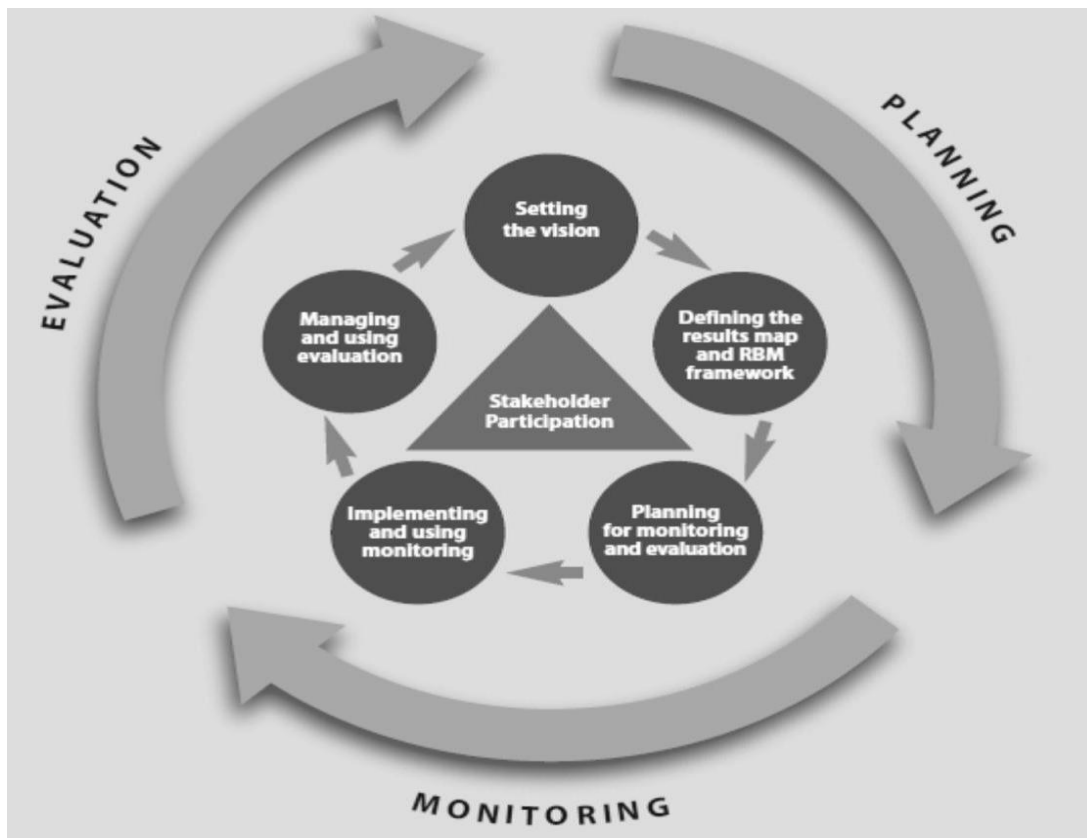 EVALUATION
PLANNING
Setting
the vision
Defining the
results map
and RBM
framework
Managing
and using
evaluation
Stakeholder
Participation
Implementing
and using
monitoring
Planning
for monitoring
and evaluation
MONITORING